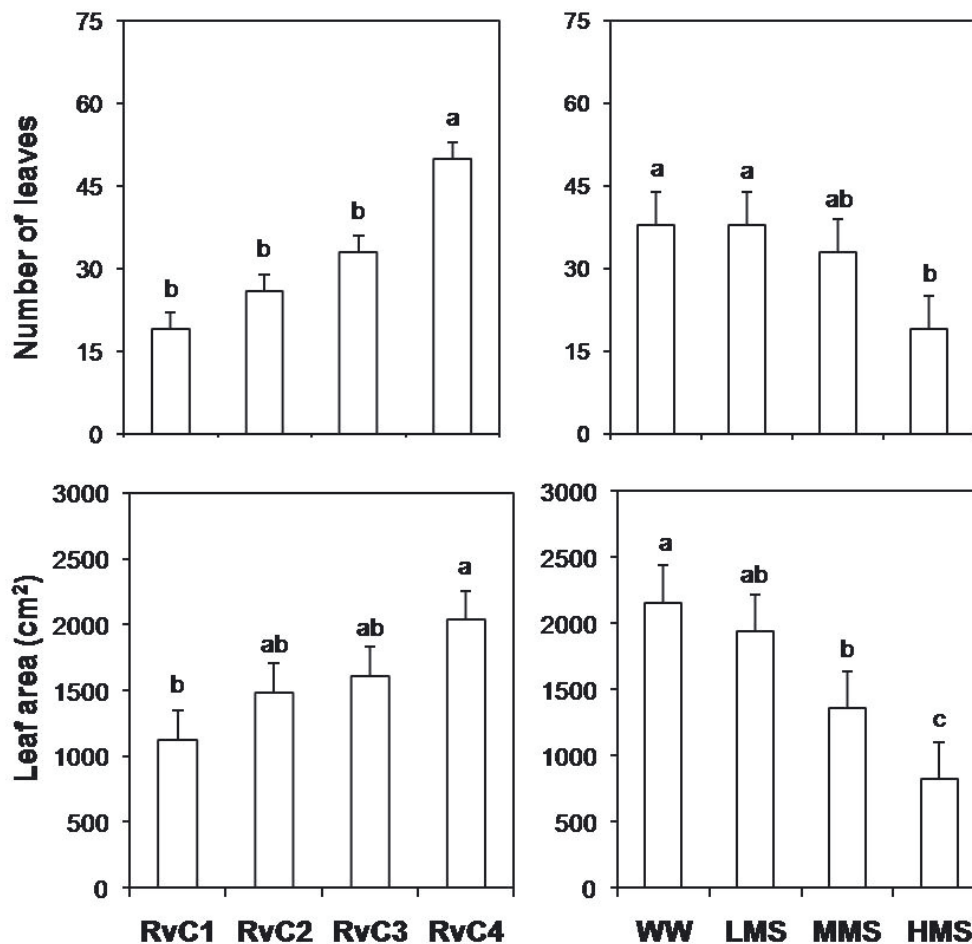 Number of leaves
75
60
45
30
15
0
b
b
b
a
75
60
45
30
15
0
a
a
ab
b
Leaf area (cm²)
3000
2500
2000
1500
1000
500
0
b
ab
ab
a
RvC1 RvC2 RvC3 RvC4
3000
2500
2000
1500
1000
500
0
a
ab
b
c
WW LMS MMS HMS